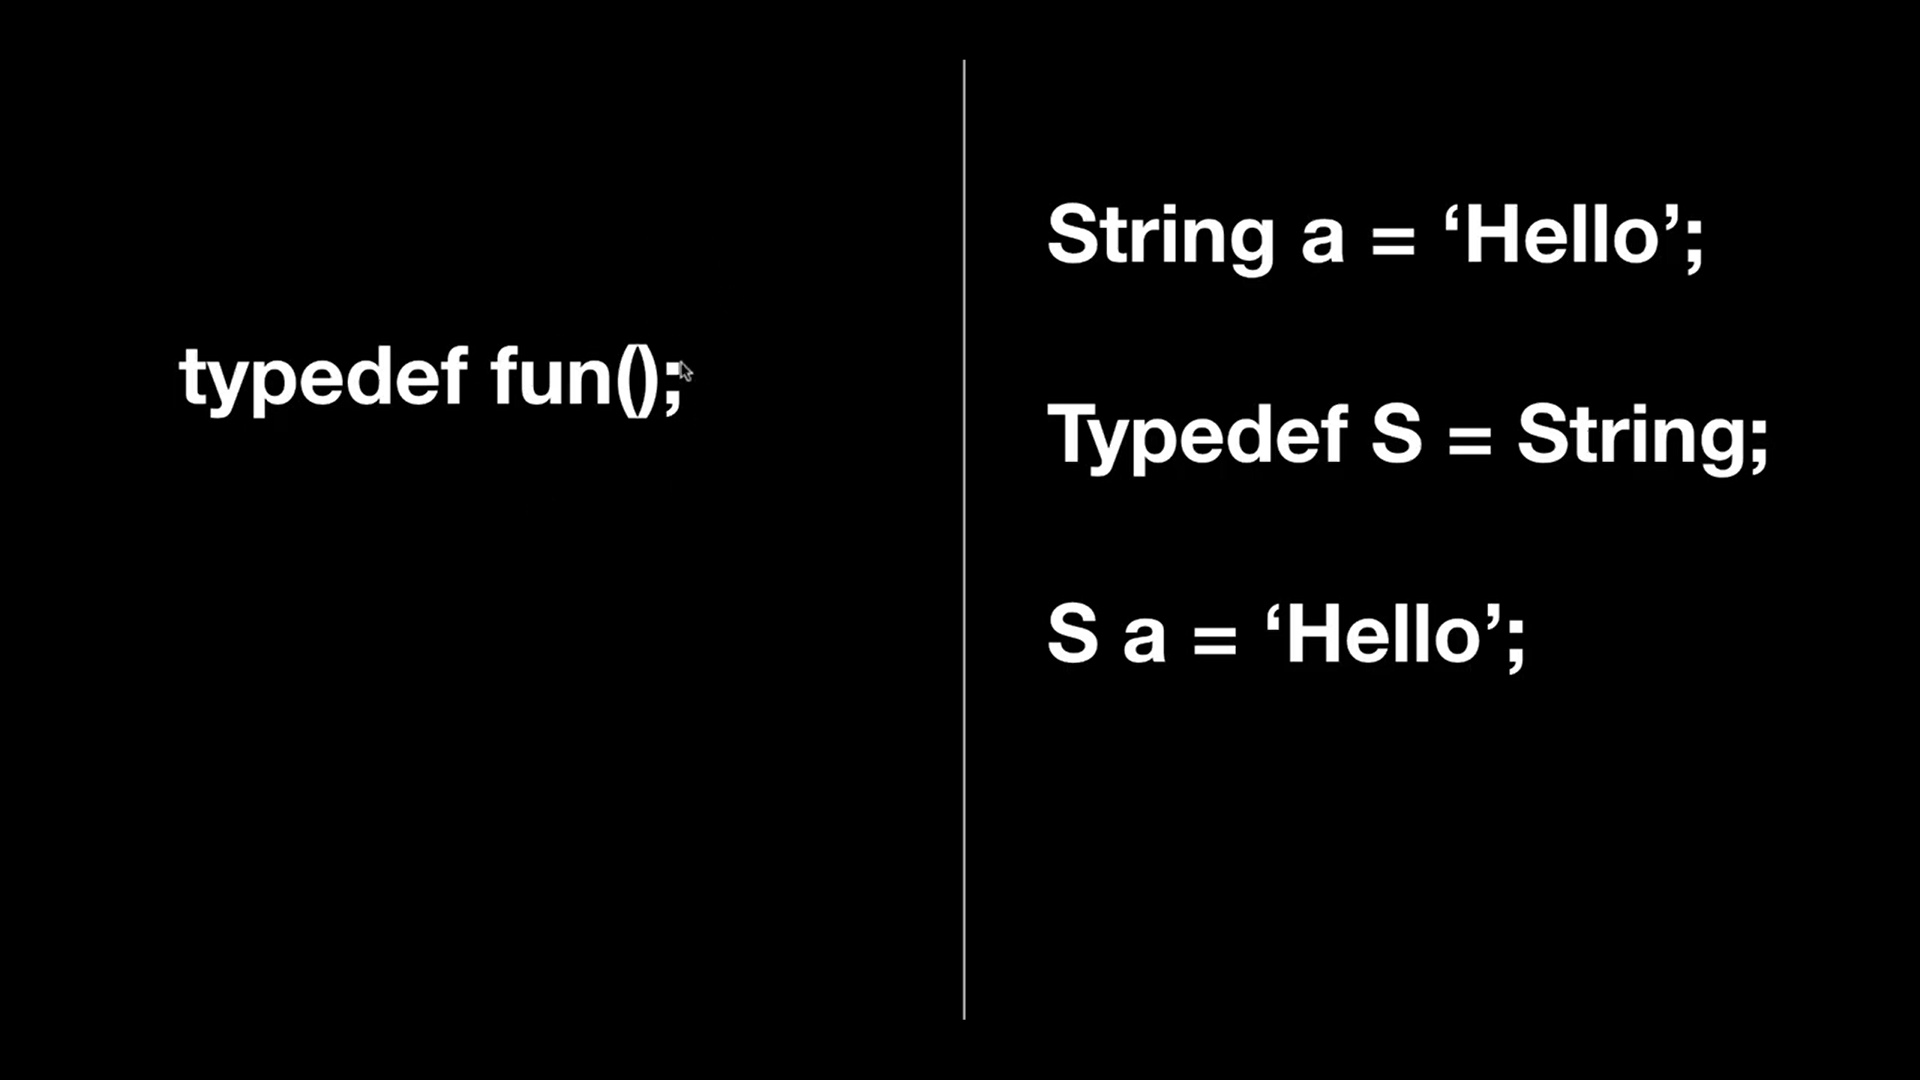 typedef fun();
String a = ‘Hello’;
Typedef S = String;
S a = ‘Hello’;